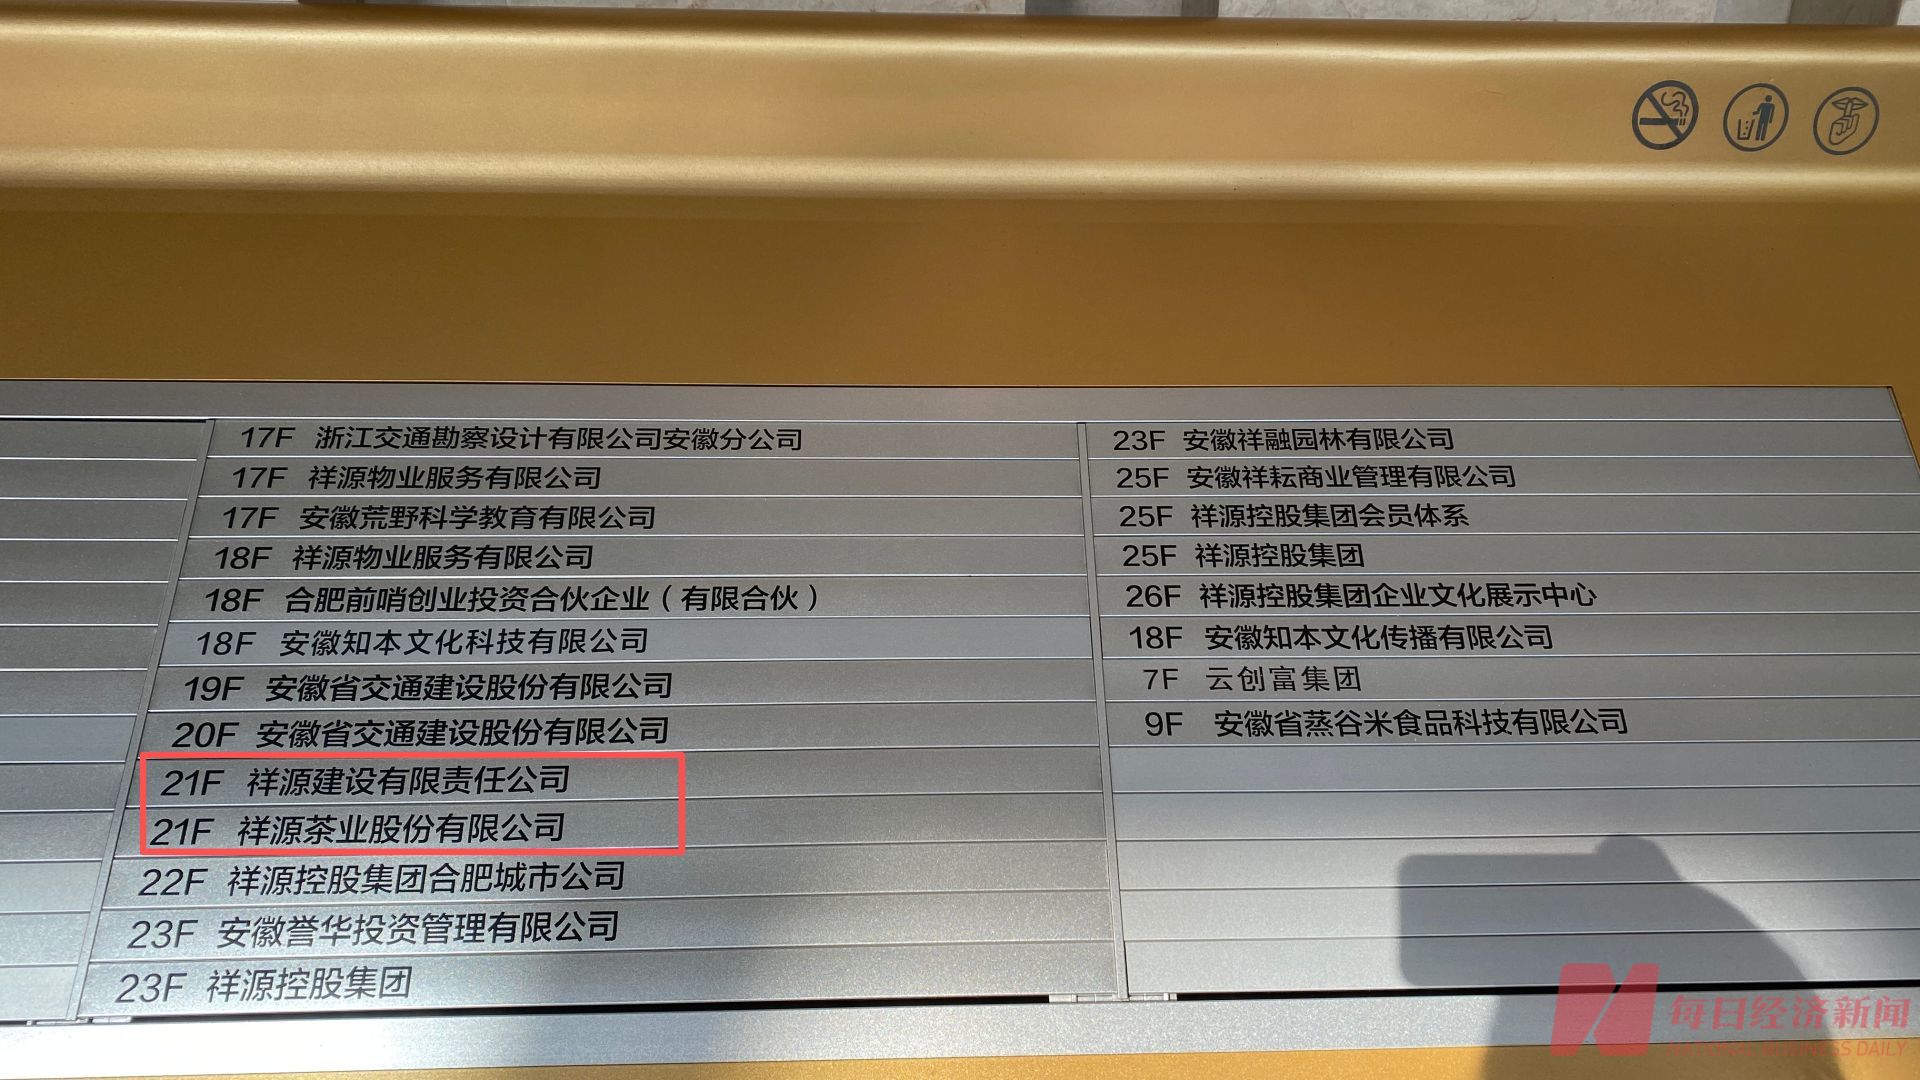 17F 浙江交通勘察设计有限公司安徽分公司
17F 祥源物业服务有限公司
17F 安徽荒野科学教育有限公司
18F 祥源物业服务有限公司
18F 合肥前哨创业投资合伙企业（有限合伙）
18F 安徽知本文化科技有限公司
19F 安徽省交通建设股份有限公司
20F 安徽省交通建设股份有限公司
21F 祥源建设有限责任公司
21F 祥源茶业股份有限公司
22F 祥源控股集团合肥城市公司
23F 安徽誉华投资管理有限公司
23F 祥源控股集团
23F 安徽祥融园林有限公司
25F 安徽祥耘商业管理有限公司
25F 祥源控股集团会员体系
25F 祥源控股集团
26F 祥源控股集团企业文化展示中心
18F 安徽知本文化传播有限公司
7F 云创富集团
9F 安徽省蒸谷米食品科技有限公司
每日经济新闻
NATIONAL BUSINESS DAILY